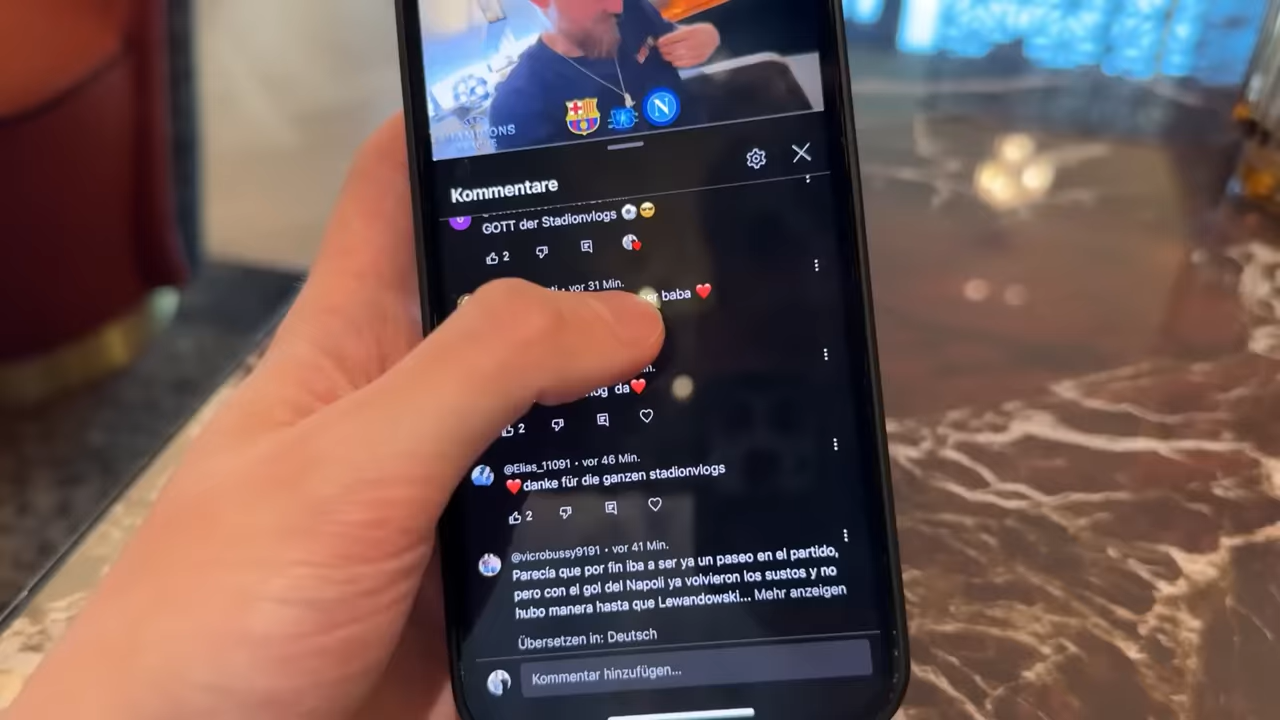 CHAMPIONS
VS
N
Kommentare
GOTT der Stadionvlogs ⚽😎
2
vor 31 Min.
baba ❤️
da❤️
2
@Elias_11091 • vor 46 Min.
❤️danke für die ganzen stadionvlogs
2
@vicrobussy9191 • vor 41 Min.
Parecía que por fin iba a ser ya un paseo en el partido,
pero con el gol del Napoli ya volvieron los sustos y no
hubo manera hasta que Lewandowski... Mehr anzeigen
Übersetzen in: Deutsch
Kommentar hinzufügen...